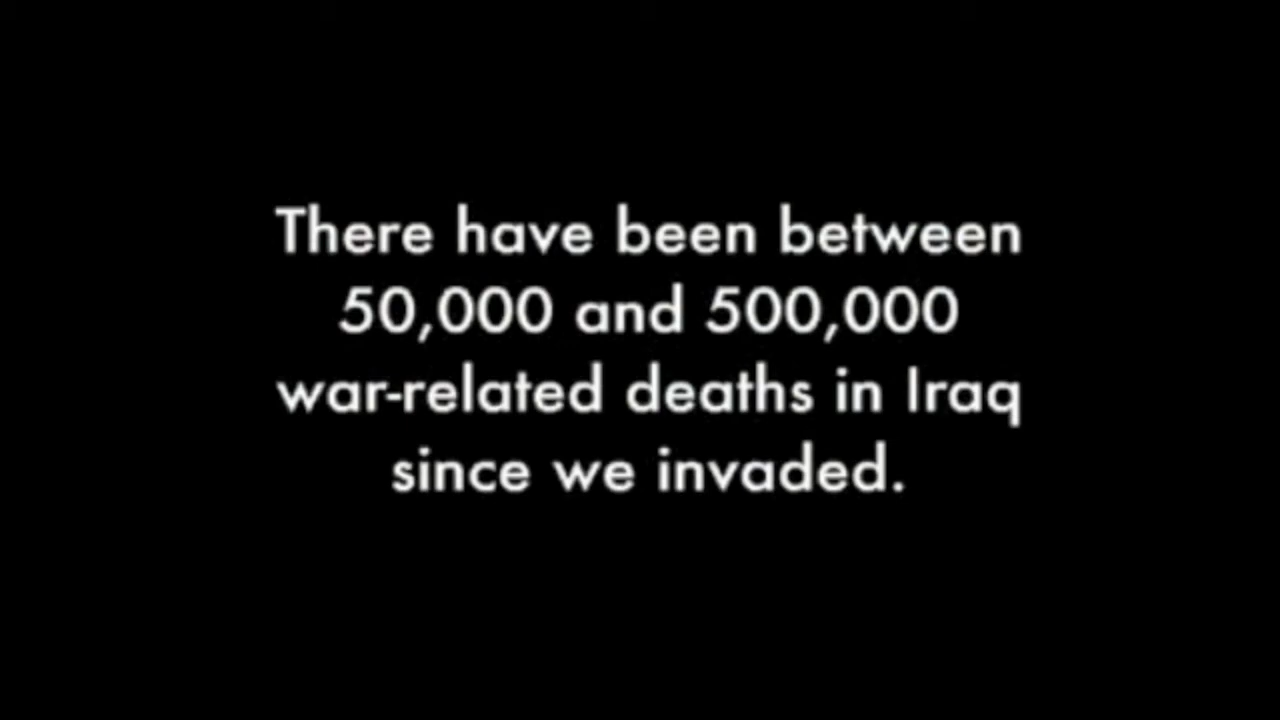 There have been between
50,000 and 500,000
war-related deaths in Iraq
since we invaded.